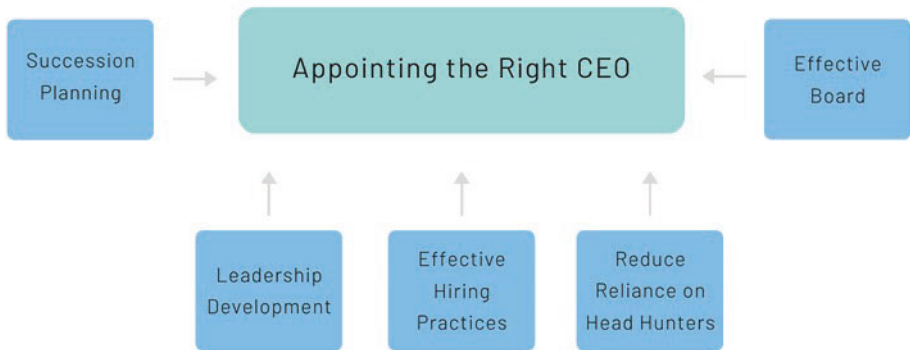 Succession
Planning
Appointing the Right CEO
Effective
Board
Leadership
Development
Effective
Hiring
Practices
Reduce
Reliance on
Head Hunters